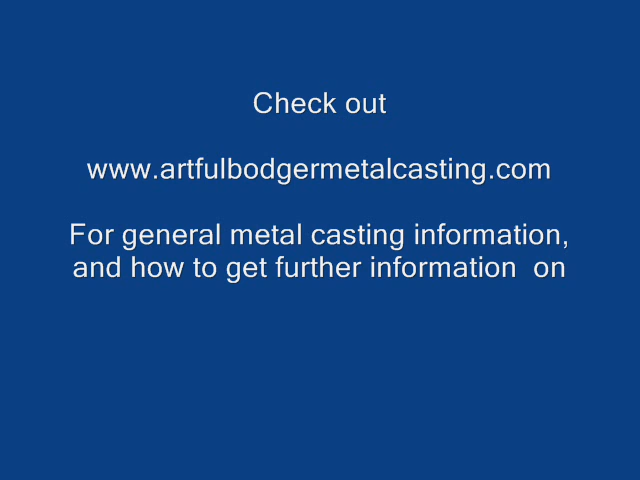 Check out
www.artfulbodgermetalcasting.com
For general metal casting information,
and how to get further information  on